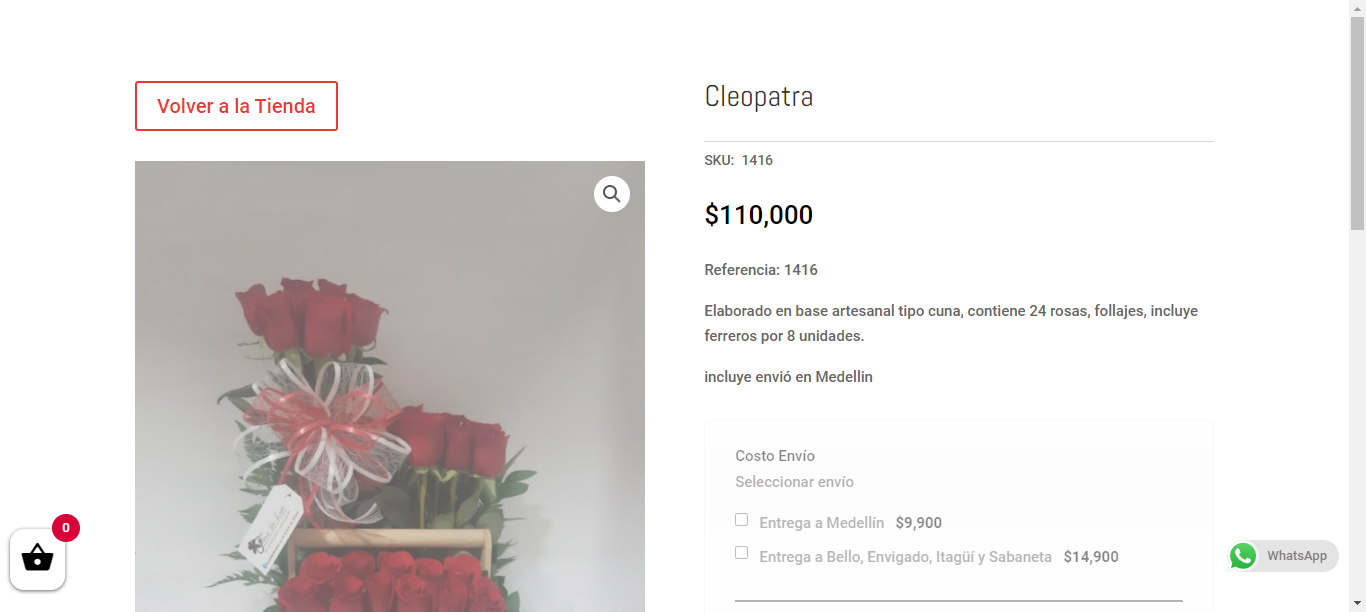 Volver a la Tienda
Cleopatra
SKU: 1416
$110,000
Referencia: 1416
Elaborado en base artesanal tipo cuna, contiene 24 rosas, follajes, incluye
ferreros por 8 unidades.
incluye envió en Medellin
Costo Envío
Seleccionar envío
Entrega a Medellín $9,900
Entrega a Bello, Envigado, Itagüí y Sabaneta $14,900
0
WhatsApp